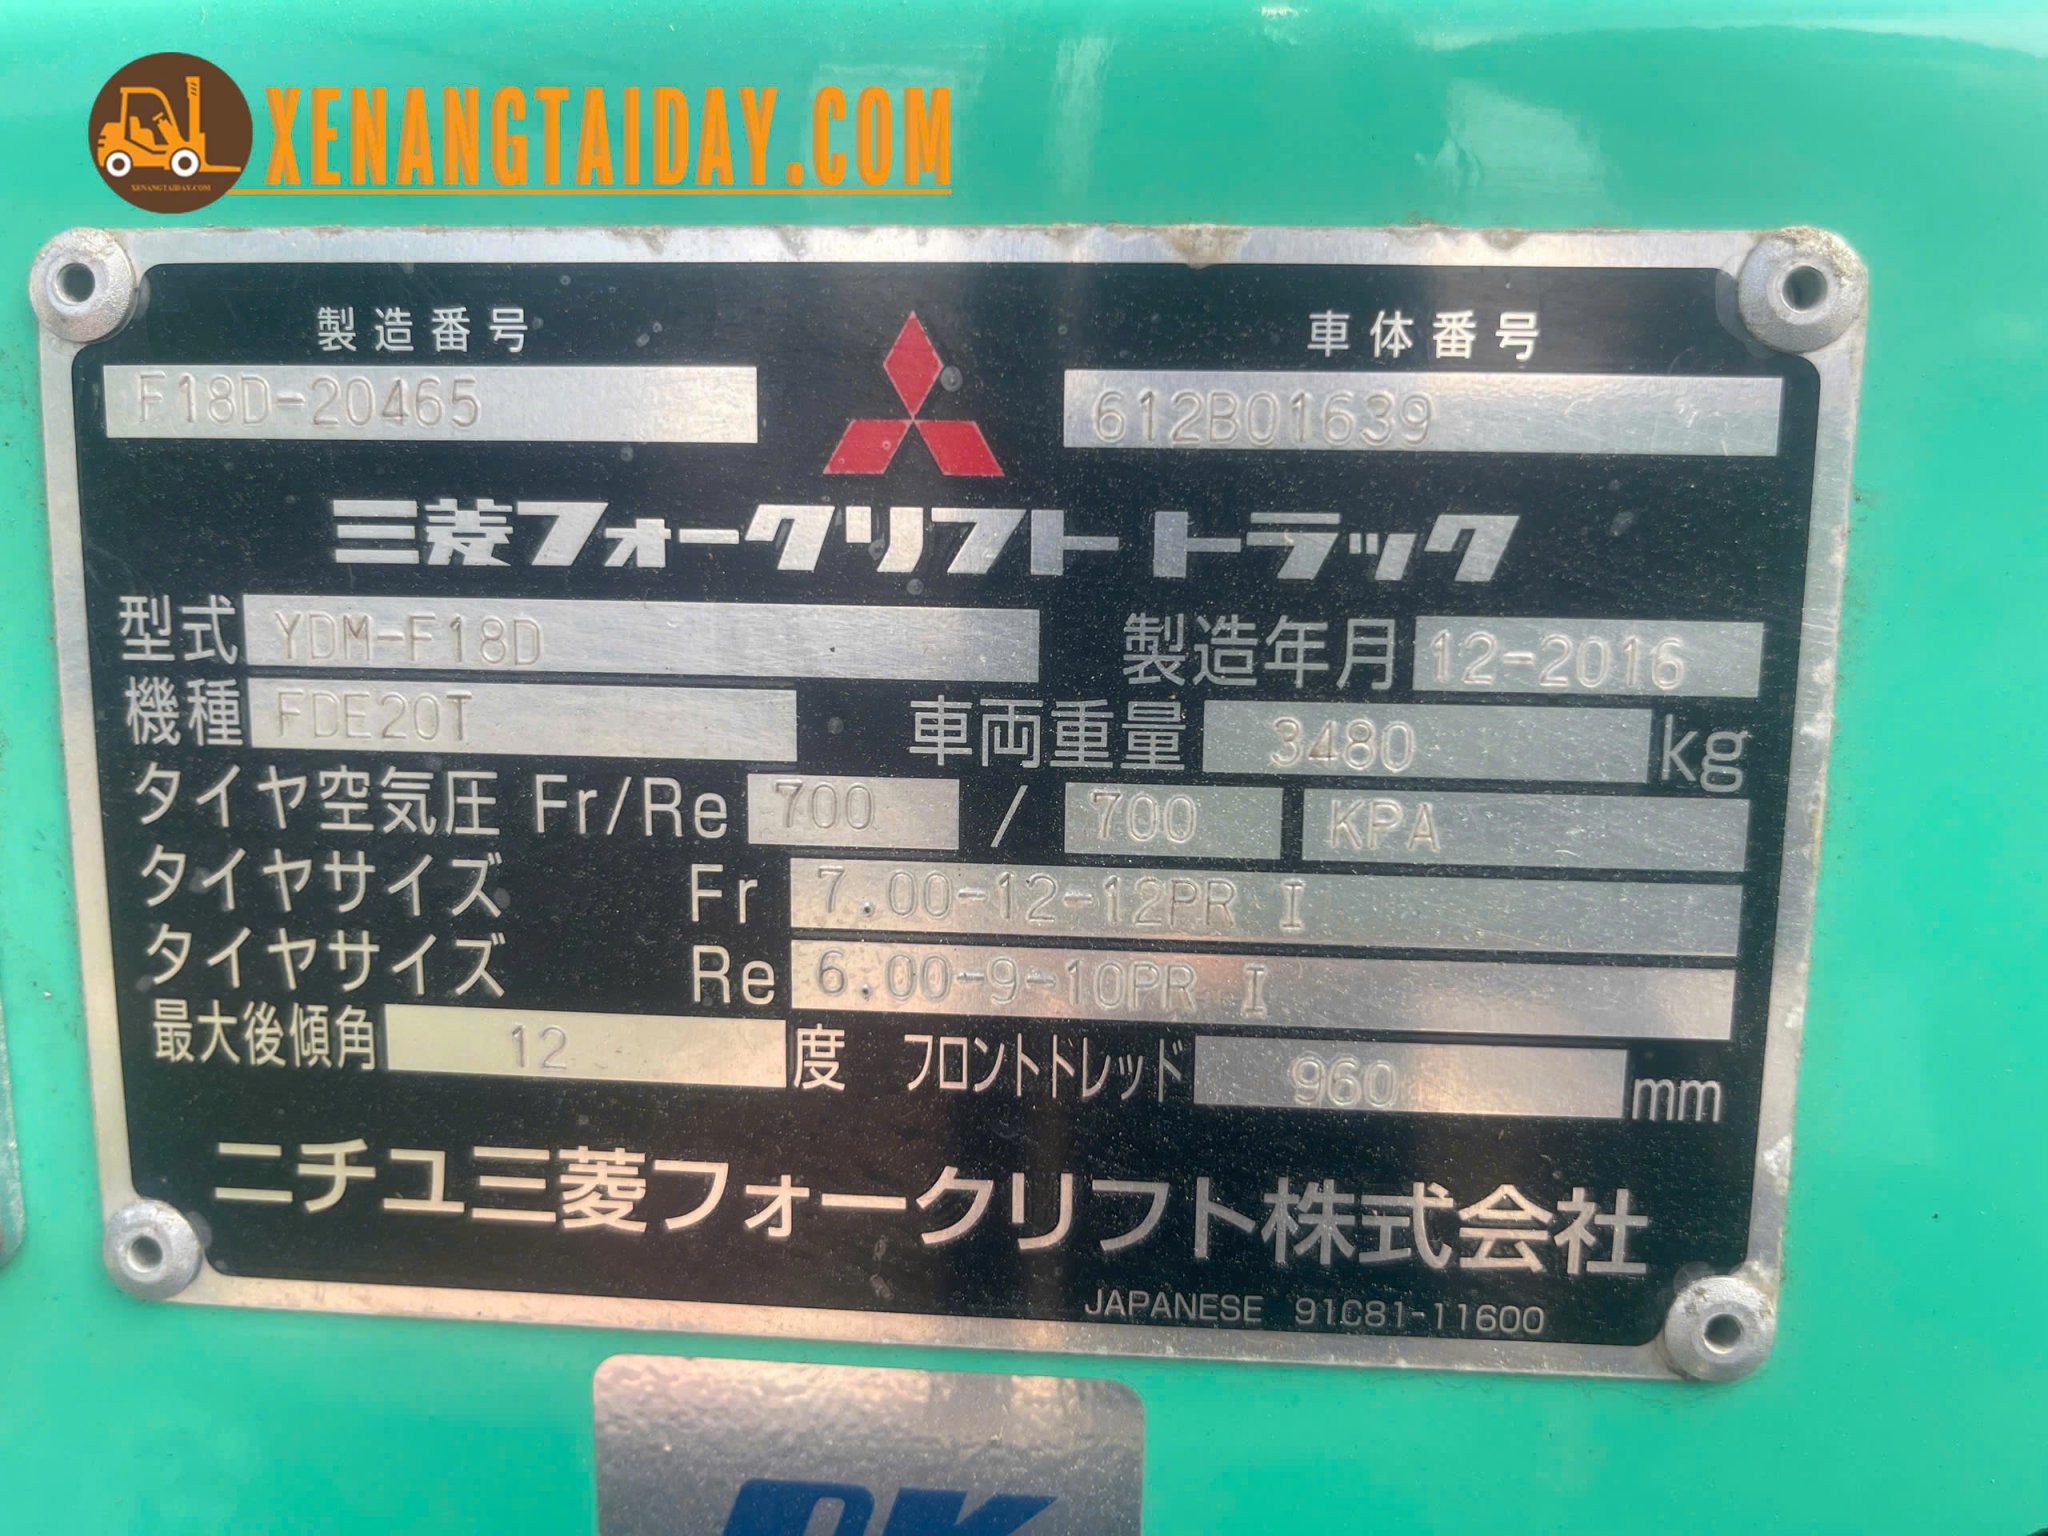 XENANGTAIDAY.COM
XENANGTAIDAY.COM
製造番号 車体番号
F18D-20465 612B01639
三菱フォークリフト トラック
型式 YDM-F18D 製造年月 12-2016
機種 FDE20T 車両重量 3480 kg
タイヤ空気圧 Fr/Re 700 / 700 KPA
タイヤサイズ Fr 7.00-12-12PR I
タイヤサイズ Re 6.00-9-10PR I
最大後傾角 12 度 フロントトレッド 960 mm
ニチユ三菱フォークリフト株式会社
JAPANESE 91C81-11600